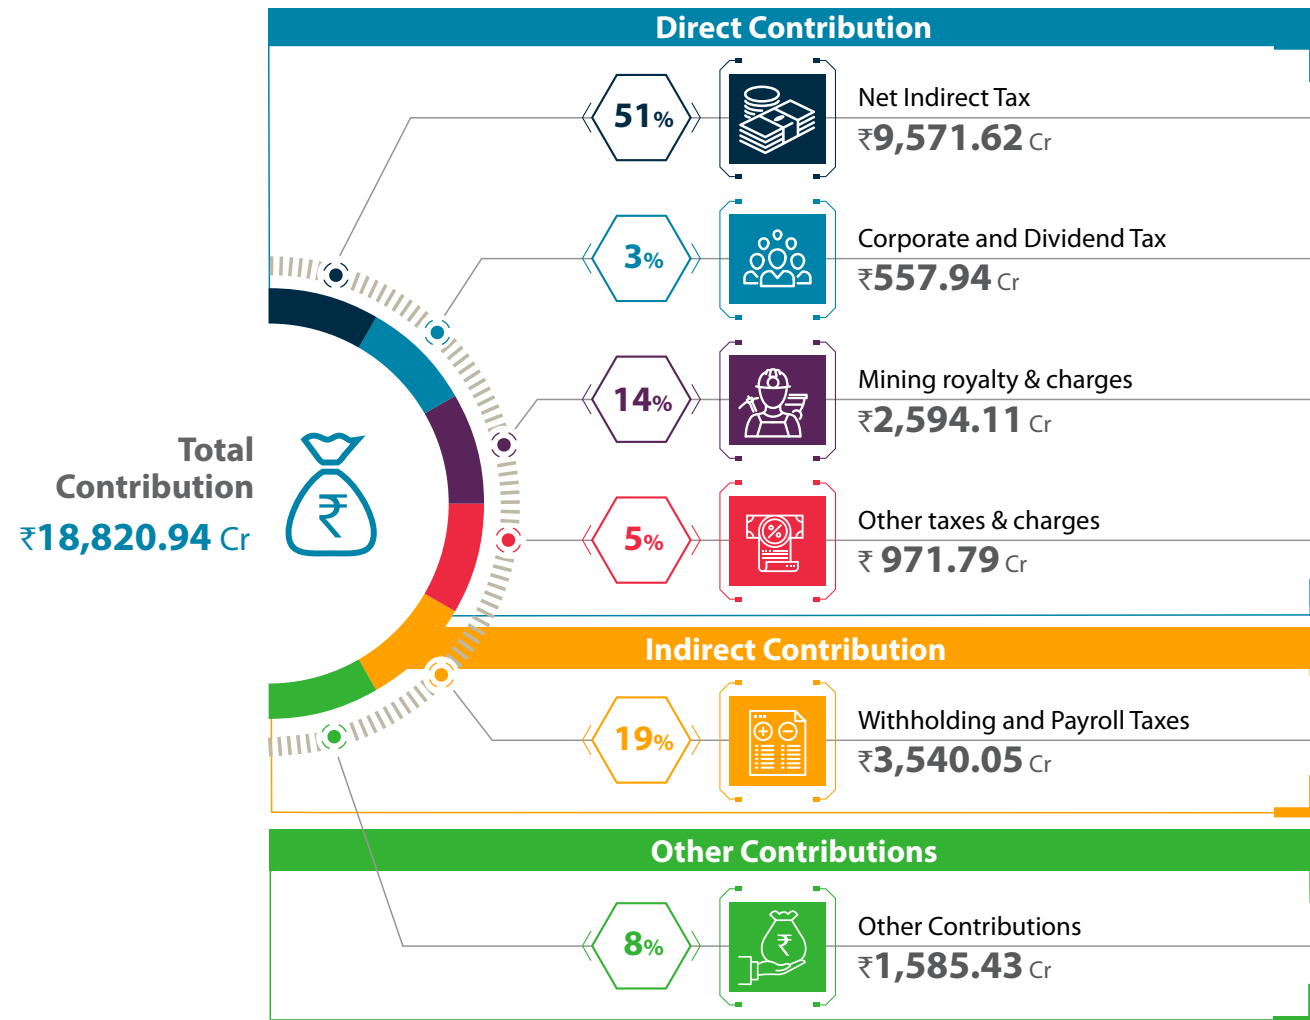 Direct Contribution
51%
Net Indirect Tax
₹9,571.62 Cr
3%
Corporate and Dividend Tax
₹557.94 Cr
14%
Mining royalty & charges
₹2,594.11 Cr
Total
Contribution
₹18,820.94 Cr
₹
5%
Other taxes & charges
₹ 971.79 Cr
%
Indirect Contribution
19%
Withholding and Payroll Taxes
₹3,540.05 Cr
Other Contributions
8%
₹
Other Contributions
₹1,585.43 Cr